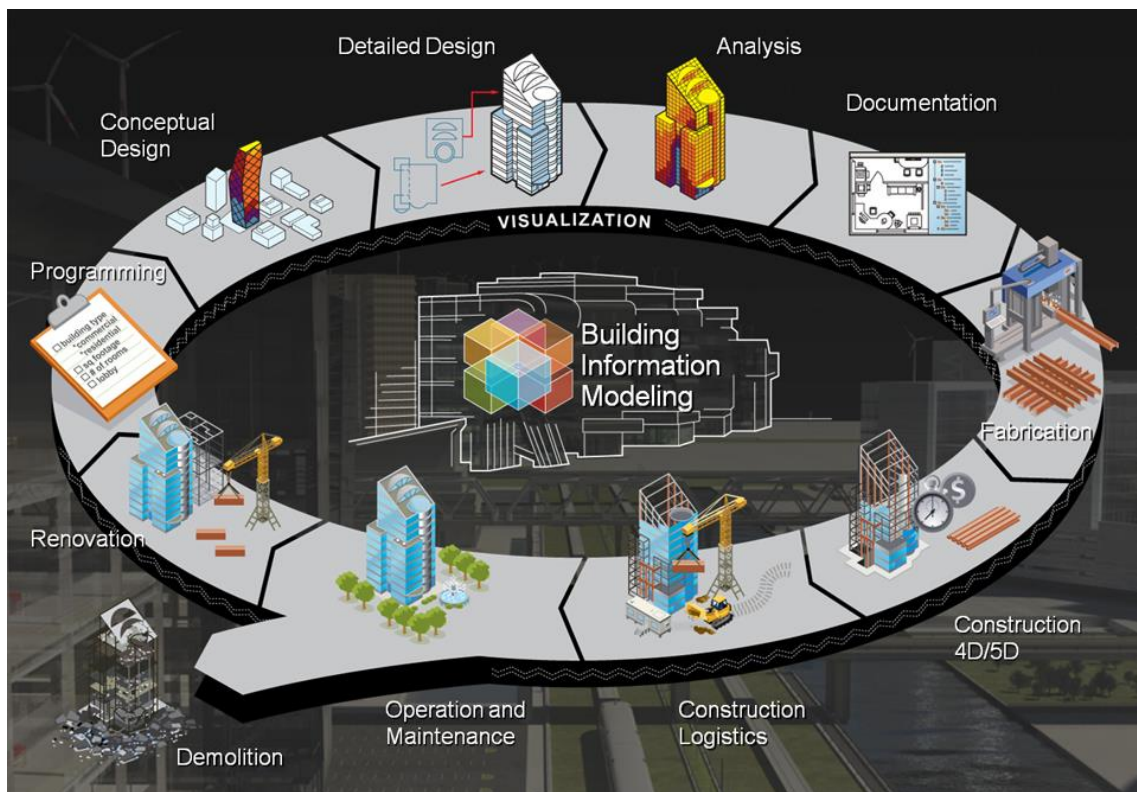 Detailed Design
Analysis
Documentation
Conceptual
Design
VISUALIZATION
Programming
building type
*commercial
*residential
sq footage
# of rooms
lobby
Building
Information
Modeling
Fabrication
Renovation
Construction
4D/5D
$
Operation and
Maintenance
Construction
Logistics
Demolition